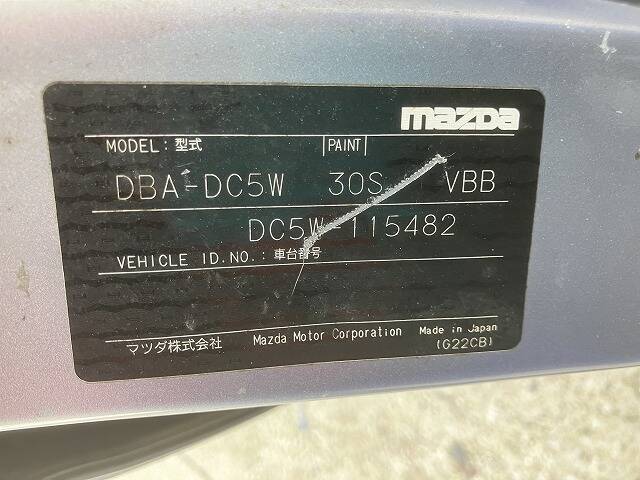 mazda
MODEL: 型式 PAINT
DBA-DC5W 30S VBB
DC5W-115482
VEHICLE ID.NO.: 車台番号
マツダ株式会社 Mazda Motor Corporation Made in Japan
(G22CB)